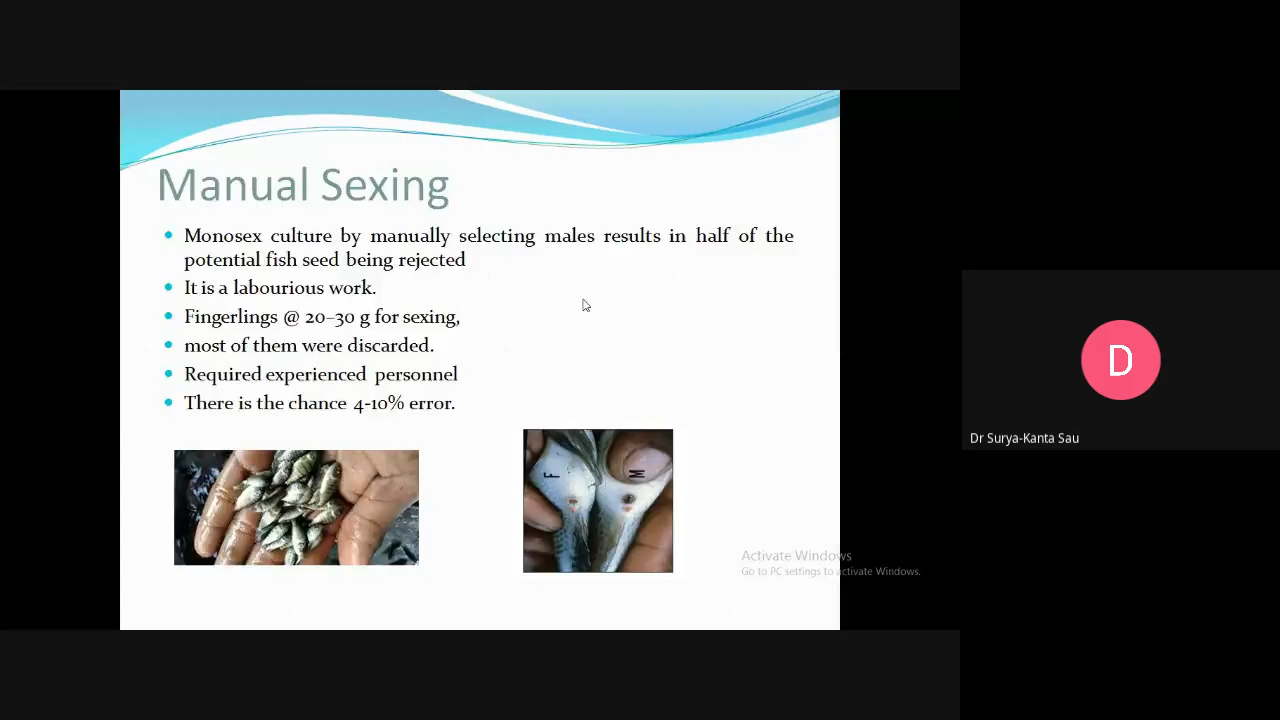 Manual Sexing
Monosex culture by manually selecting males results in half of the
potential fish seed being rejected
It is a labourious work.
Fingerlings @ 20–30 g for sexing,
most of them were discarded.
Required experienced personnel
There is the chance 4-10% error.
F
M
Activate Windows
Go to PC settings to activate Windows.
D
Dr Surya-Kanta Sau